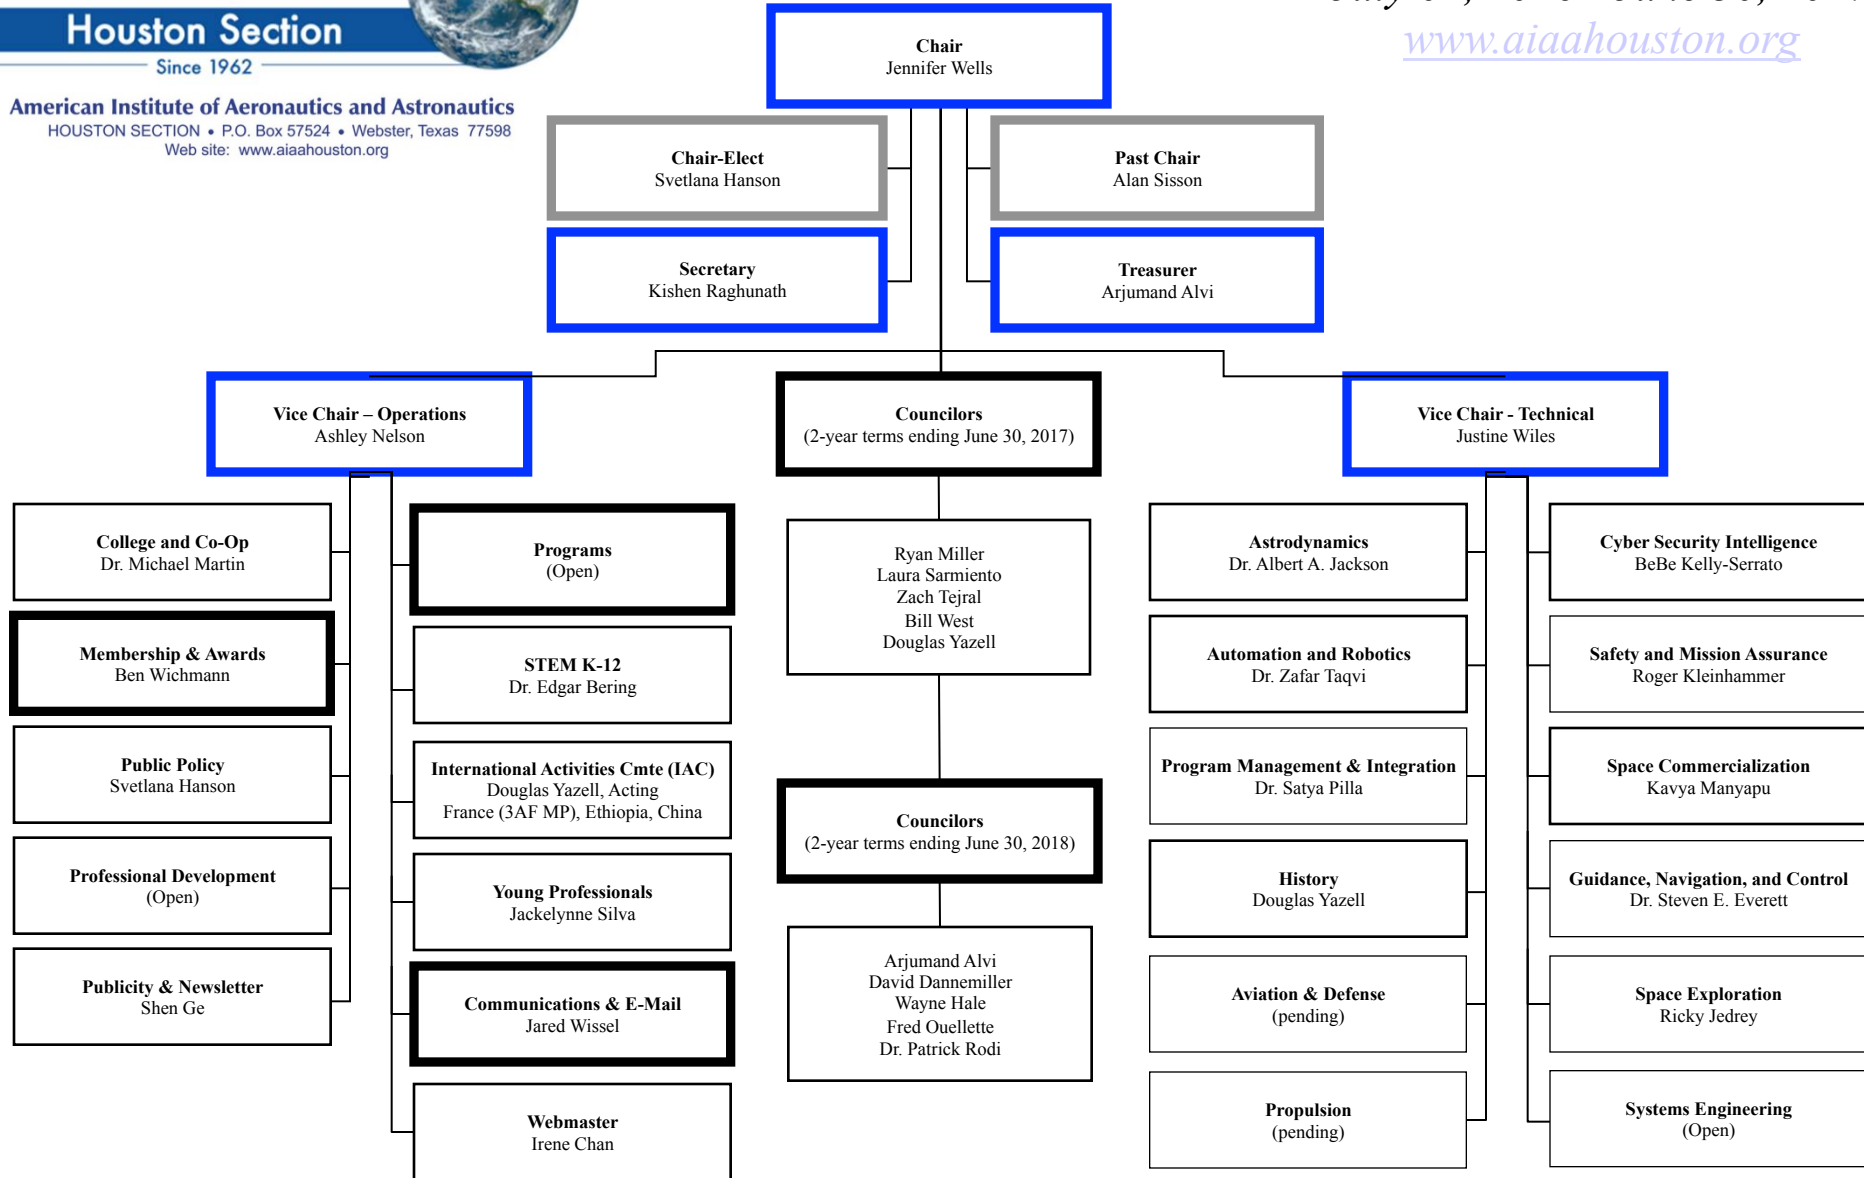 Houston Section
Since 1962
American Institute of Aeronautics and Astronautics
HOUSTON SECTION • P.O. Box 57524 • Webster, Texas 77598
Web site: www.aiaahouston.org
www.aiaahouston.org
Chair
Jennifer Wells
Chair-Elect
Svetlana Hanson
Past Chair
Alan Sisson
Secretary
Kishen Raghunath
Treasurer
Arjumand Alvi
Vice Chair – Operations
Ashley Nelson
Councilors
(2-year terms ending June 30, 2017)
Vice Chair - Technical
Justine Wiles
College and Co-Op
Dr. Michael Martin
Membership & Awards
Ben Wichmann
Public Policy
Svetlana Hanson
Professional Development
(Open)
Publicity & Newsletter
Shen Ge
Programs
(Open)
STEM K-12
Dr. Edgar Bering
International Activities Cmte (IAC)
Douglas Yazell, Acting
France (3AF MP), Ethiopia, China
Young Professionals
Jackelynne Silva
Communications & E-Mail
Jared Wissel
Webmaster
Irene Chan
Ryan Miller
Laura Sarmiento
Zach Tejral
Bill West
Douglas Yazell
Councilors
(2-year terms ending June 30, 2018)
Arjumand Alvi
David Dannemiller
Wayne Hale
Fred Ouellette
Dr. Patrick Rodi
Astrodynamics
Dr. Albert A. Jackson
Automation and Robotics
Dr. Zafar Taqvi
Program Management & Integration
Dr. Satya Pilla
History
Douglas Yazell
Aviation & Defense
(pending)
Propulsion
(pending)
Cyber Security Intelligence
BeBe Kelly-Serrato
Safety and Mission Assurance
Roger Kleinhammer
Space Commercialization
Kavya Manyapu
Guidance, Navigation, and Control
Dr. Steven E. Everett
Space Exploration
Ricky Jedrey
Systems Engineering
(Open)